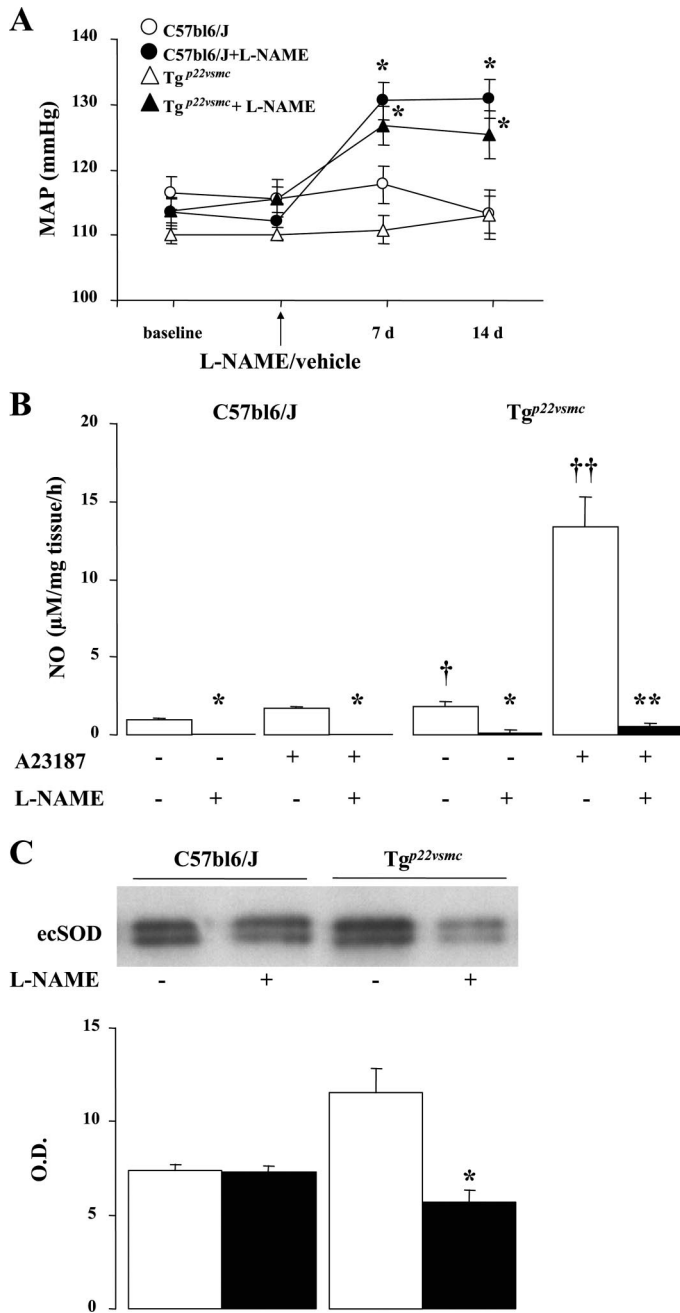 A
C57bl6/J
C57bl6/J+L-NAME
Tg p22vsmc
Tg p22vsmc + L-NAME
MAP (mmHg)
140
130
120
110
100
* *
* *
baseline 7 d 14 d
L-NAME/vehicle
B
C57bl6/J Tg p22vsmc
NO (µM/mg tissue/h)
20
15
10
5
0
* * † * †† **
A23187 - - + + - - + +
L-NAME - + - + - + - +
C
C57bl6/J Tg p22vsmc
ecSOD
L-NAME - + - +
O.D.
15
10
5
0
*